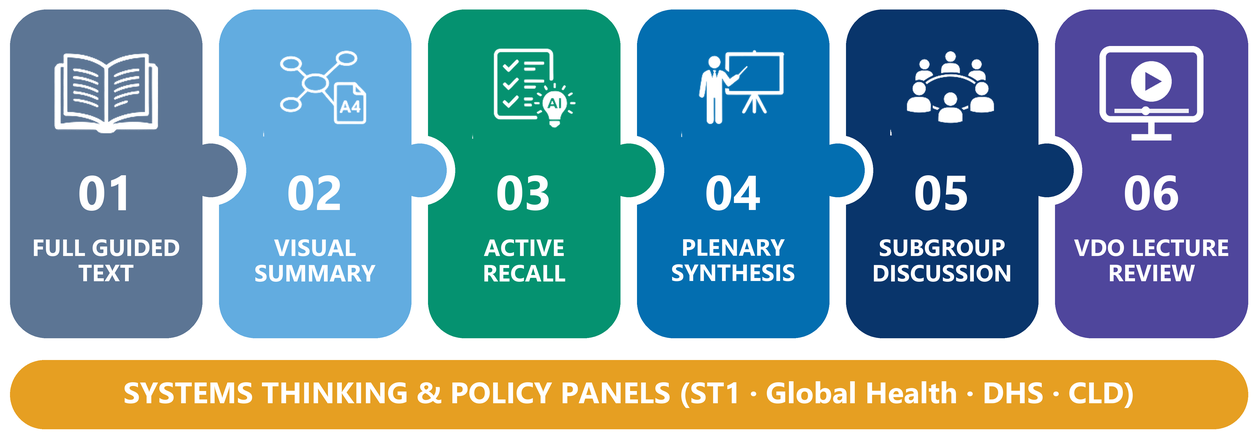 A4
AI
01
FULL GUIDED
TEXT
02
VISUAL
SUMMARY
03
ACTIVE
RECALL
04
PLENARY
SYNTHESIS
05
SUBGROUP
DISCUSSION
06
VDO LECTURE
REVIEW
SYSTEMS THINKING & POLICY PANELS (ST1 · Global Health · DHS · CLD)